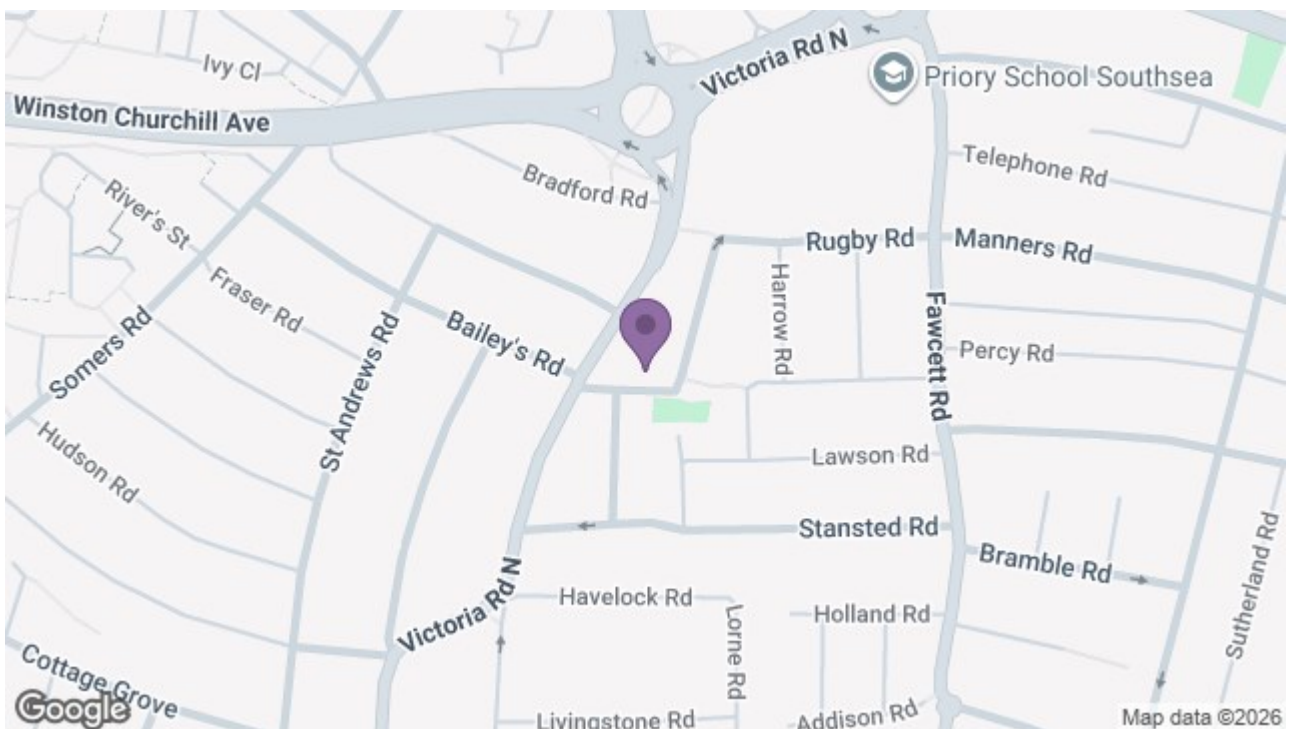 Ivy Cl
Victoria Rd N
Priory School Southsea
Winston Churchill Ave
Telephone Rd
Bradford Rd
River's St
Rugby Rd
Manners Rd
Fraser Rd
Harrow Rd
Somers Rd
St Andrews Rd
Bailey's Rd
Fawcett Rd
Percy Rd
Hudson Rd
Lawson Rd
Stansted Rd
Bramble Rd
Sutherland Rd
Victoria Rd N
Havelock Rd
Lorne Rd
Holland Rd
Cottage Grove
Google
Livingstone Rd
Addison Rd
Map data ©2026